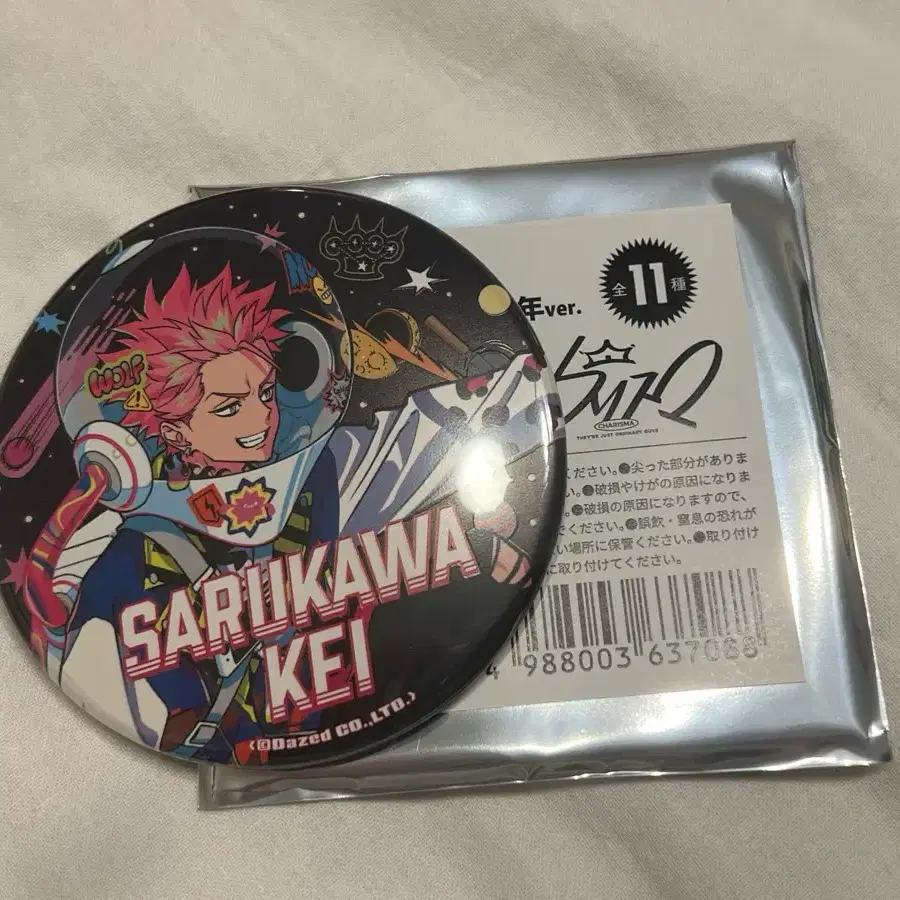 WOLF
SARUKAWA
KEI
©Dazed CO.,LTD.
年ver.
全11種
CHARISMA
THEY'RE JUST ORDINARY GUYS
ください。●尖った部分がありま
い。●破損やけがの原因になりま
。●破損の原因になりますので、
でください。●誤飲・窒息の恐れが
い場所に保管ください。●取り付け
に取り付けてください。
4 988003 637088